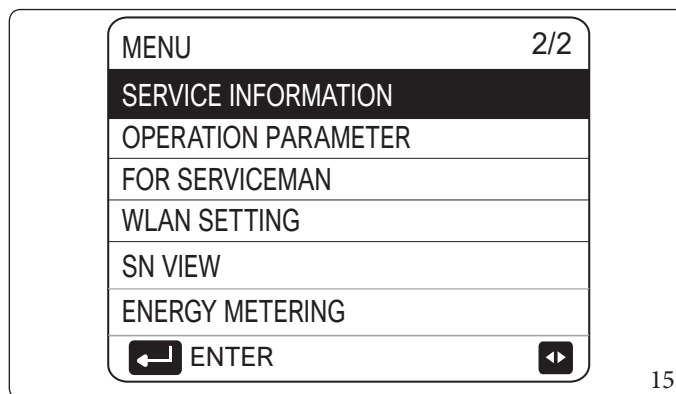 MENU 2/2
SERVICE INFORMATION
OPERATION PARAMETER
FOR SERVICEMAN
WLAN SETTING
SN VIEW
ENERGY METERING
ENTER
15